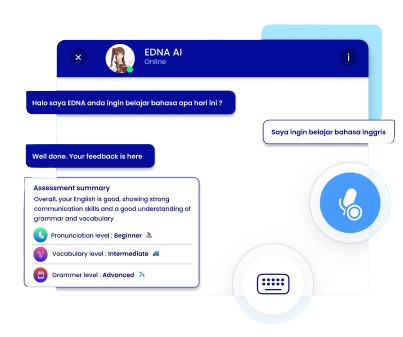 EDNA AI
Online
Halo saya EDNA anda ingin belajar bahasa apa hari ini ?
Saya ingin belajar bahasa inggris
Well done. Your feedback is here
Assessment summary
Overall, your English is good, showing strong
communication skills and a good understanding of
grammar and vocabulary
Pronunciation level : Beginner
Vocabulary level : Intermediate
Grammer level : Advanced